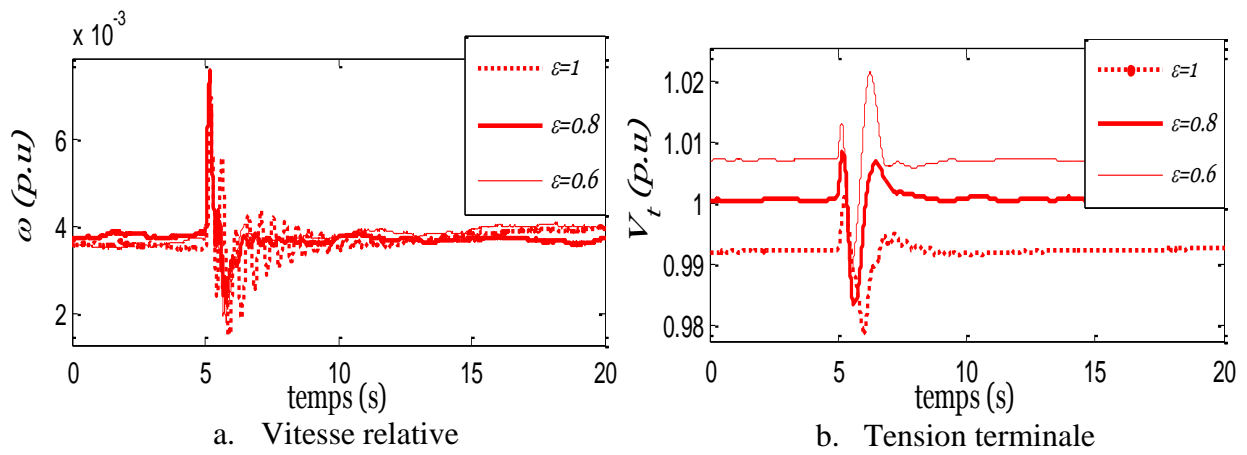 x 10⁻³
ω (p.u)
6
4
2
0 5 10 15 20
temps (s)
ε=1
ε=0.8
ε=0.6
a. Vitesse relative
V_t (p.u)
1.02
1.01
1
0.99
0.98
0 5 10 15 20
temps (s)
ε=1
ε=0.8
ε=0.6
b. Tension terminale